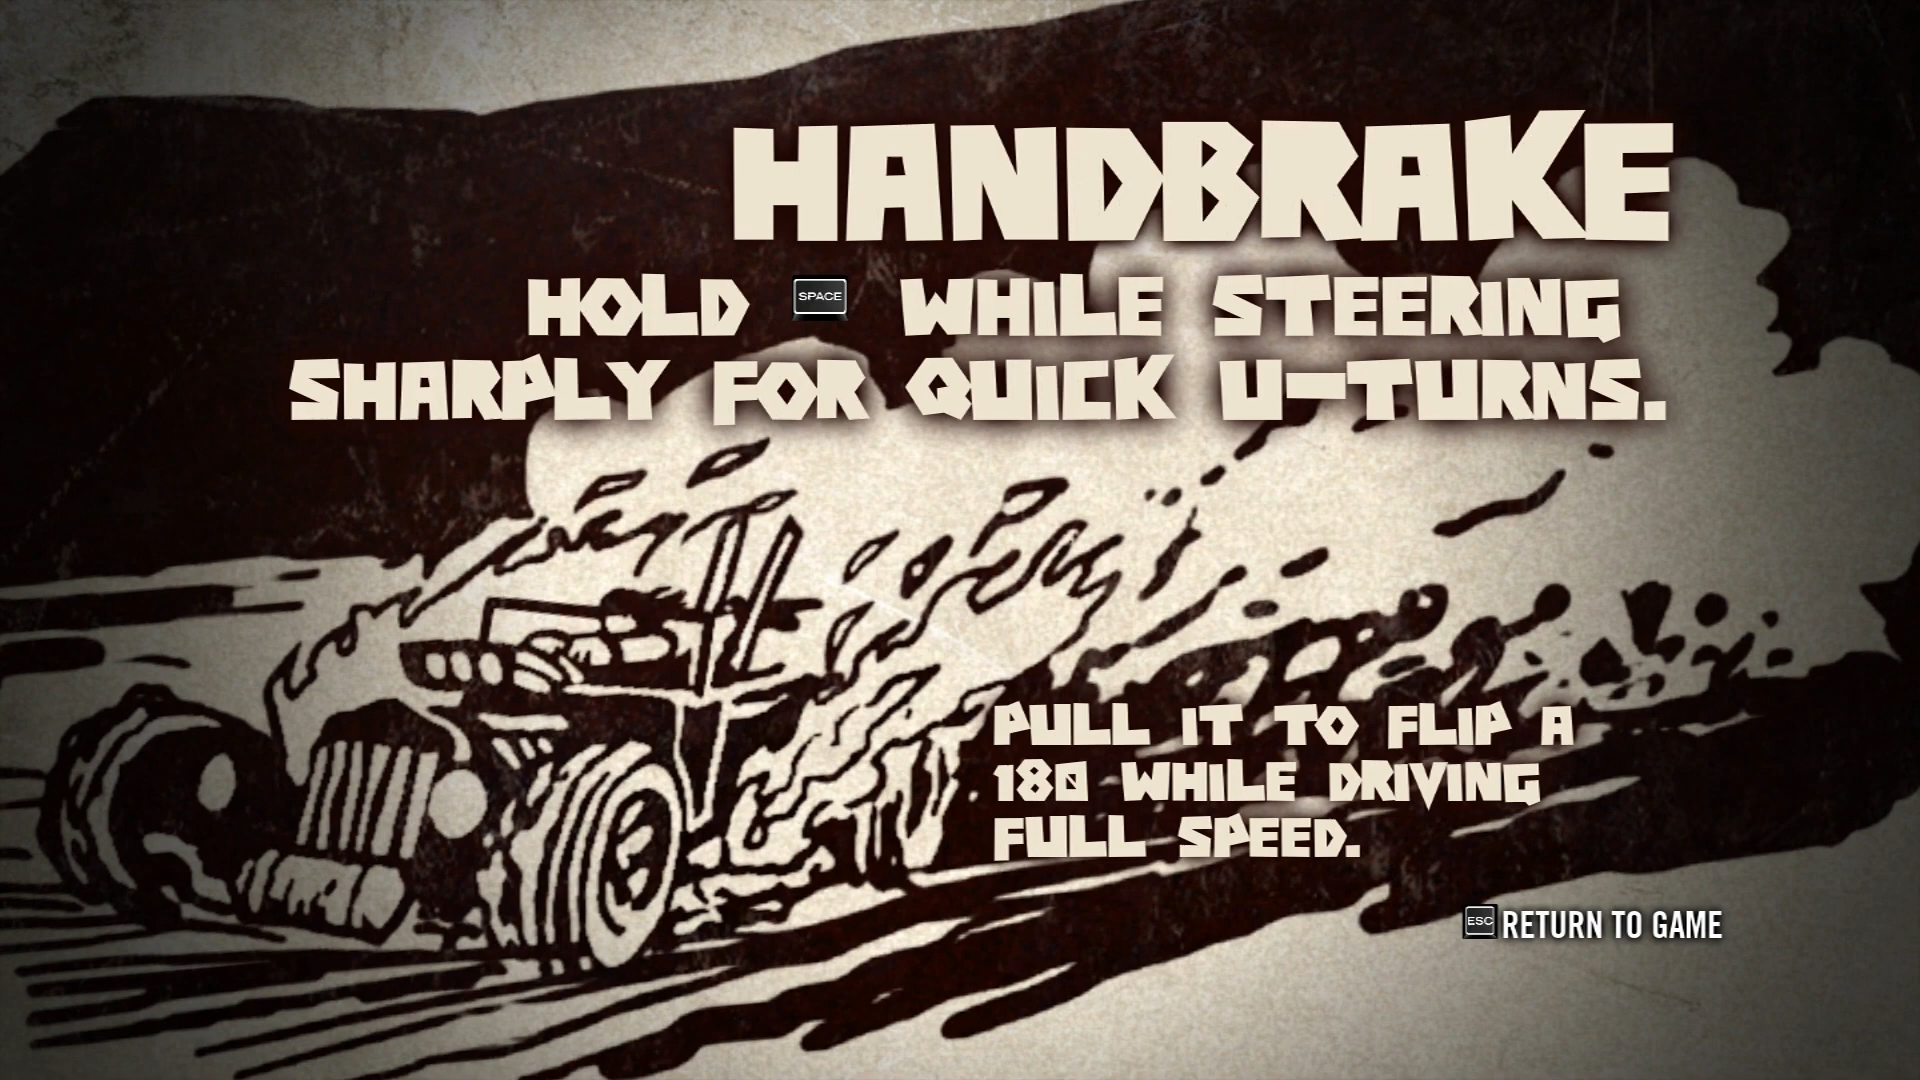 HANDBRAKE
HOLD SPACE WHILE STEERING
SHARPLY FOR QUICK U-TURNS.
PULL IT TO FLIP A
180 WHILE DRIVING
FULL SPEED.
ESC RETURN TO GAME